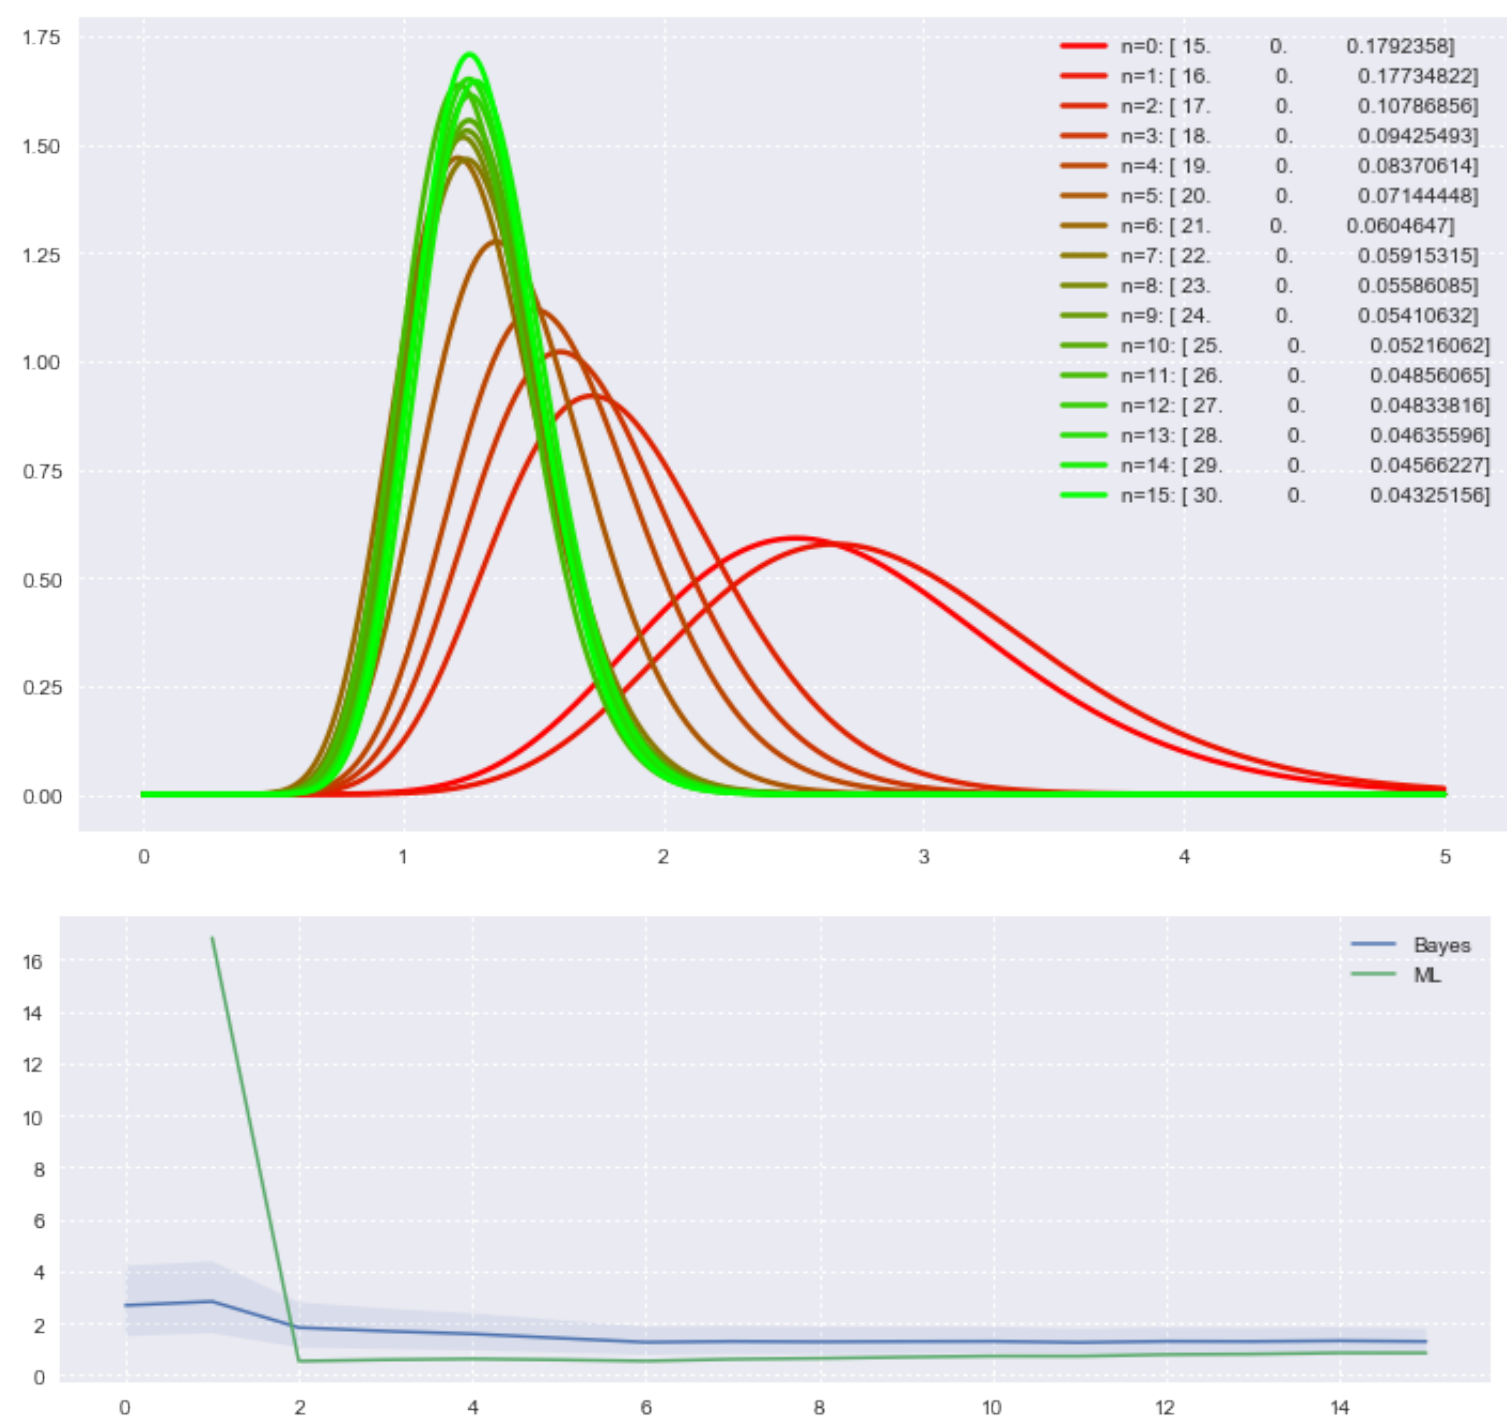 1.75
1.50
1.25
1.00
0.75
0.50
0.25
0.00
0 1 2 3 4 5
n=0: [ 15. 0. 0.1792358]
n=1: [ 16. 0. 0.17734822]
n=2: [ 17. 0. 0.10786856]
n=3: [ 18. 0. 0.09425493]
n=4: [ 19. 0. 0.08370614]
n=5: [ 20. 0. 0.07144448]
n=6: [ 21. 0. 0.0604647]
n=7: [ 22. 0. 0.05915315]
n=8: [ 23. 0. 0.05586085]
n=9: [ 24. 0. 0.05410632]
n=10: [ 25. 0. 0.05216062]
n=11: [ 26. 0. 0.04856065]
n=12: [ 27. 0. 0.04833816]
n=13: [ 28. 0. 0.04635596]
n=14: [ 29. 0. 0.04566227]
n=15: [ 30. 0. 0.04325156]
16
14
12
10
8
6
4
2
0
0 2 4 6 8 10 12 14
Bayes
ML